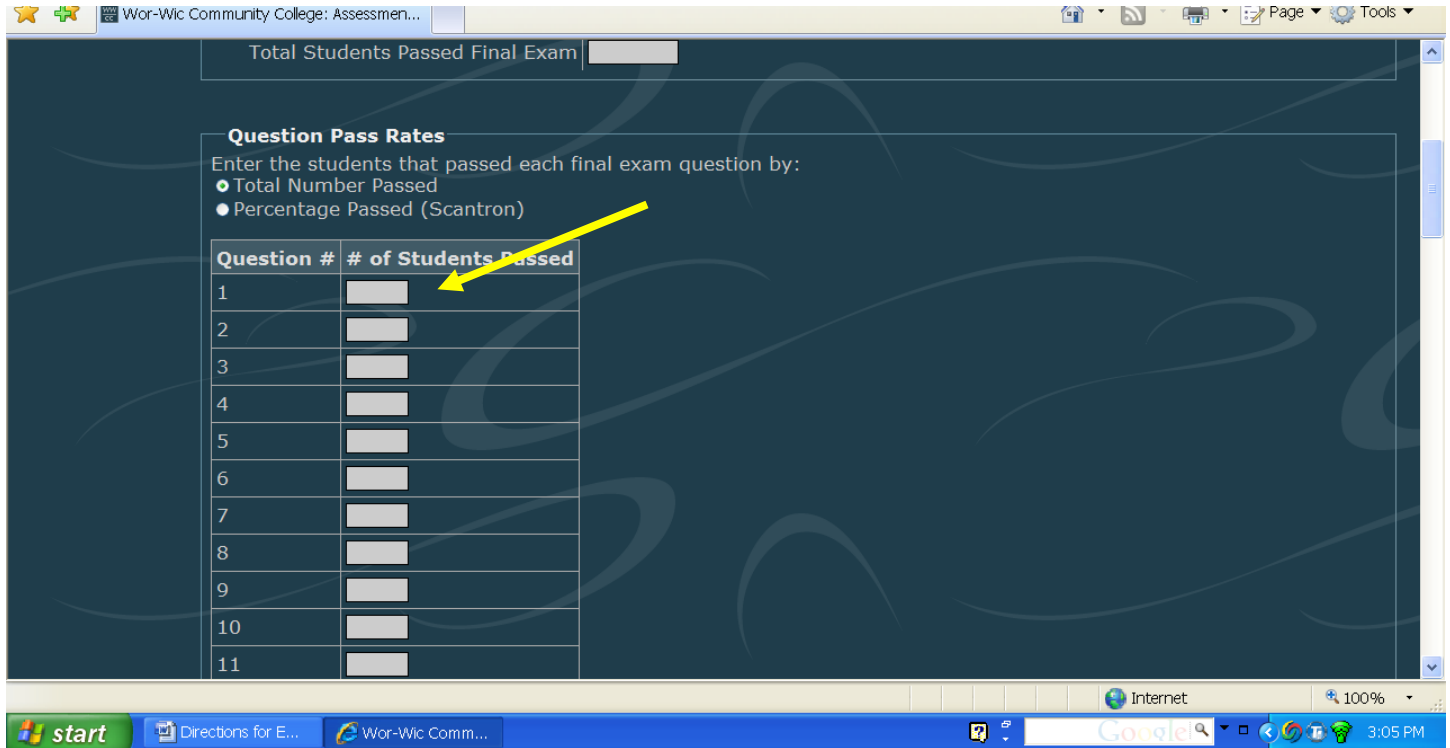 Wor-Wic Community College: Assessmen...
Page
Tools
Total Students Passed Final Exam
Question Pass Rates
Enter the students that passed each final exam question by:
Total Number Passed
Percentage Passed (Scantron)
Question # # of Students Passed
1
2
3
4
5
6
7
8
9
10
11
Internet
100%
start
Directions for E...
Wor-Wic Comm...
Google
3:05 PM